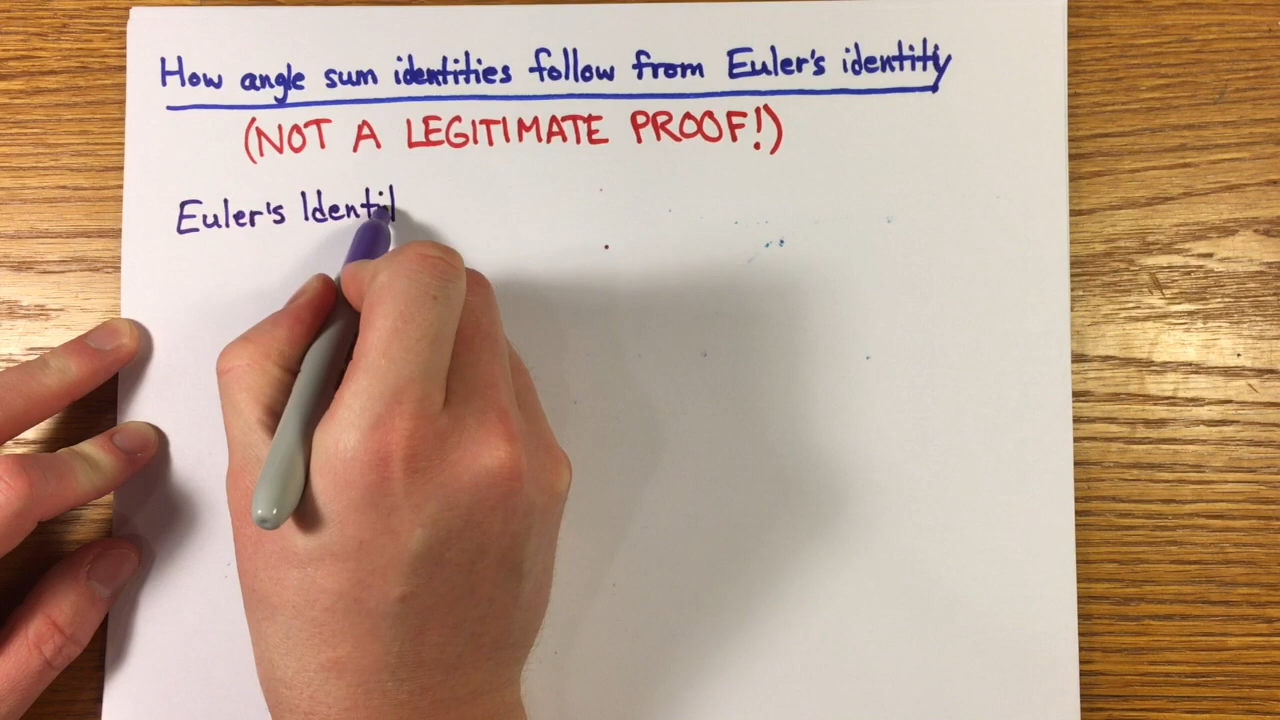 How angle sum identities follow from Euler's identity
(NOT A LEGITIMATE PROOF!)
Euler's Identi